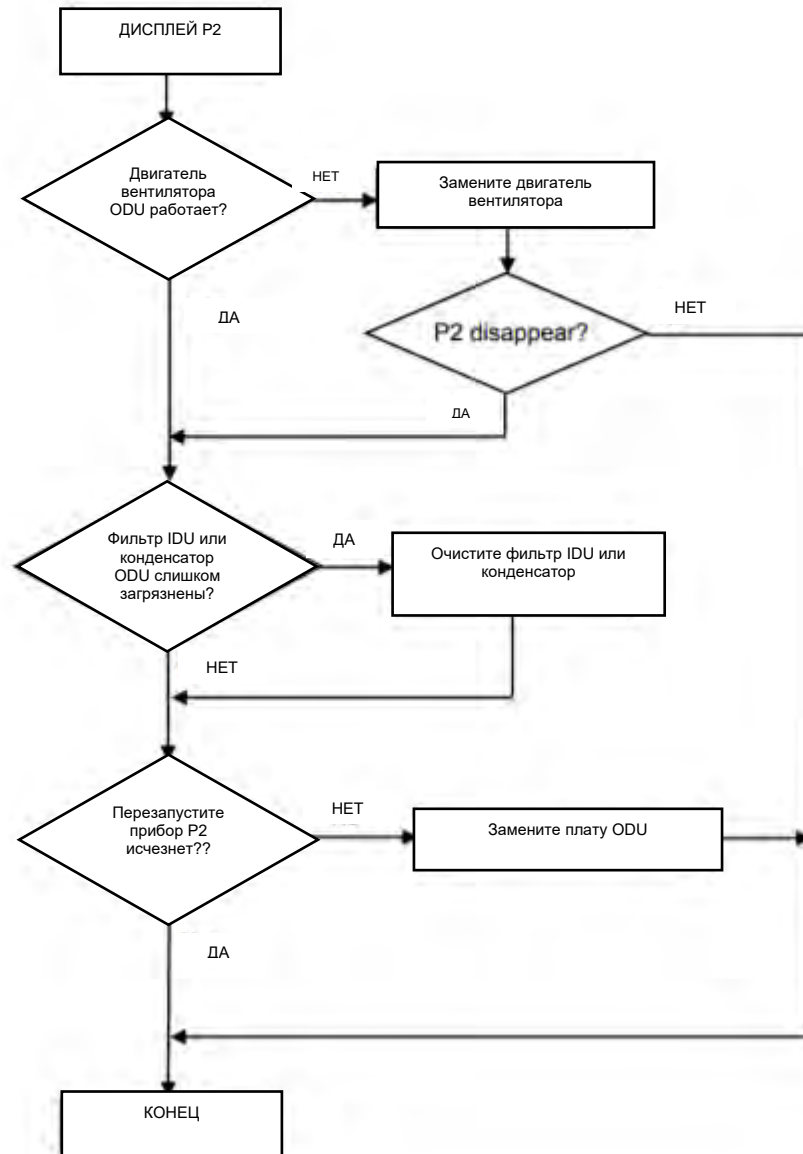 ДИСПЛЕЙ P2
Двигатель
вентилятора
ODU работает?
НЕТ
Замените двигатель
вентилятора
ДА
P2 disappear?
НЕТ
ДА
Фильтр IDU или
конденсатор
ODU слишком
загрязнены?
ДА
Очистите фильтр IDU или
конденсатор
НЕТ
Перезапустите
прибор P2
исчезнет??
НЕТ
Замените плату ODU
ДА
КОНЕЦ